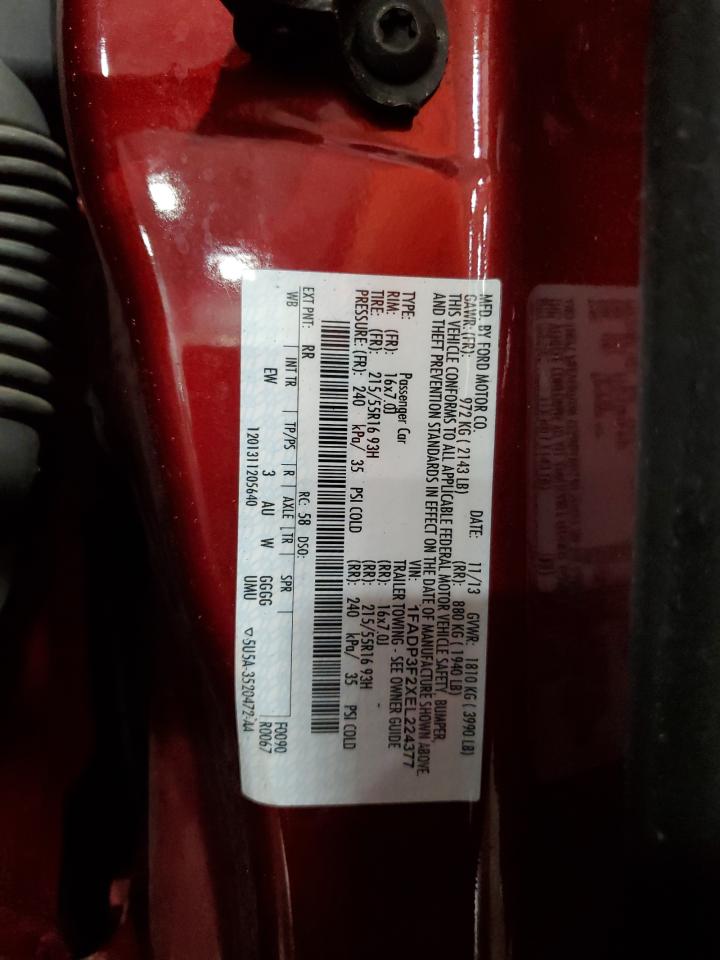 MFD. BY FORD MOTOR CO. DATE: 11/13 GVWR: 1810 KG ( 3990 LB)
GAWR: (FR): 972 KG ( 2143 LB) (RR): 880 KG ( 1940 LB)
THIS VEHICLE CONFORMS TO ALL APPLICABLE FEDERAL MOTOR VEHICLE SAFETY, BUMPER,
AND THEFT PREVENTION STANDARDS IN EFFECT ON THE DATE OF MANUFACTURE SHOWN ABOVE.
VIN: 1FADP3F2XEL224377
TYPE: Passenger Car TRAILER TOWING - SEE OWNER GUIDE
RIM: (FR): 16x7.0J (RR): 16x7.0J -
TIRE: (FR): 215/55R16 93H (RR): 215/55R16 93H
PRESSURE: (FR): 240 kPa/ 35 PSI COLD (RR): 240 kPa/ 35 PSI COLD
EXT PNT: RR RC: 58 DSO:
WB INT TR TP/PS R AXLE TR SPR F0090
EW 3 AU W GGGG R0067
1201311205640 UMU
▽5U5A-3520472-AA